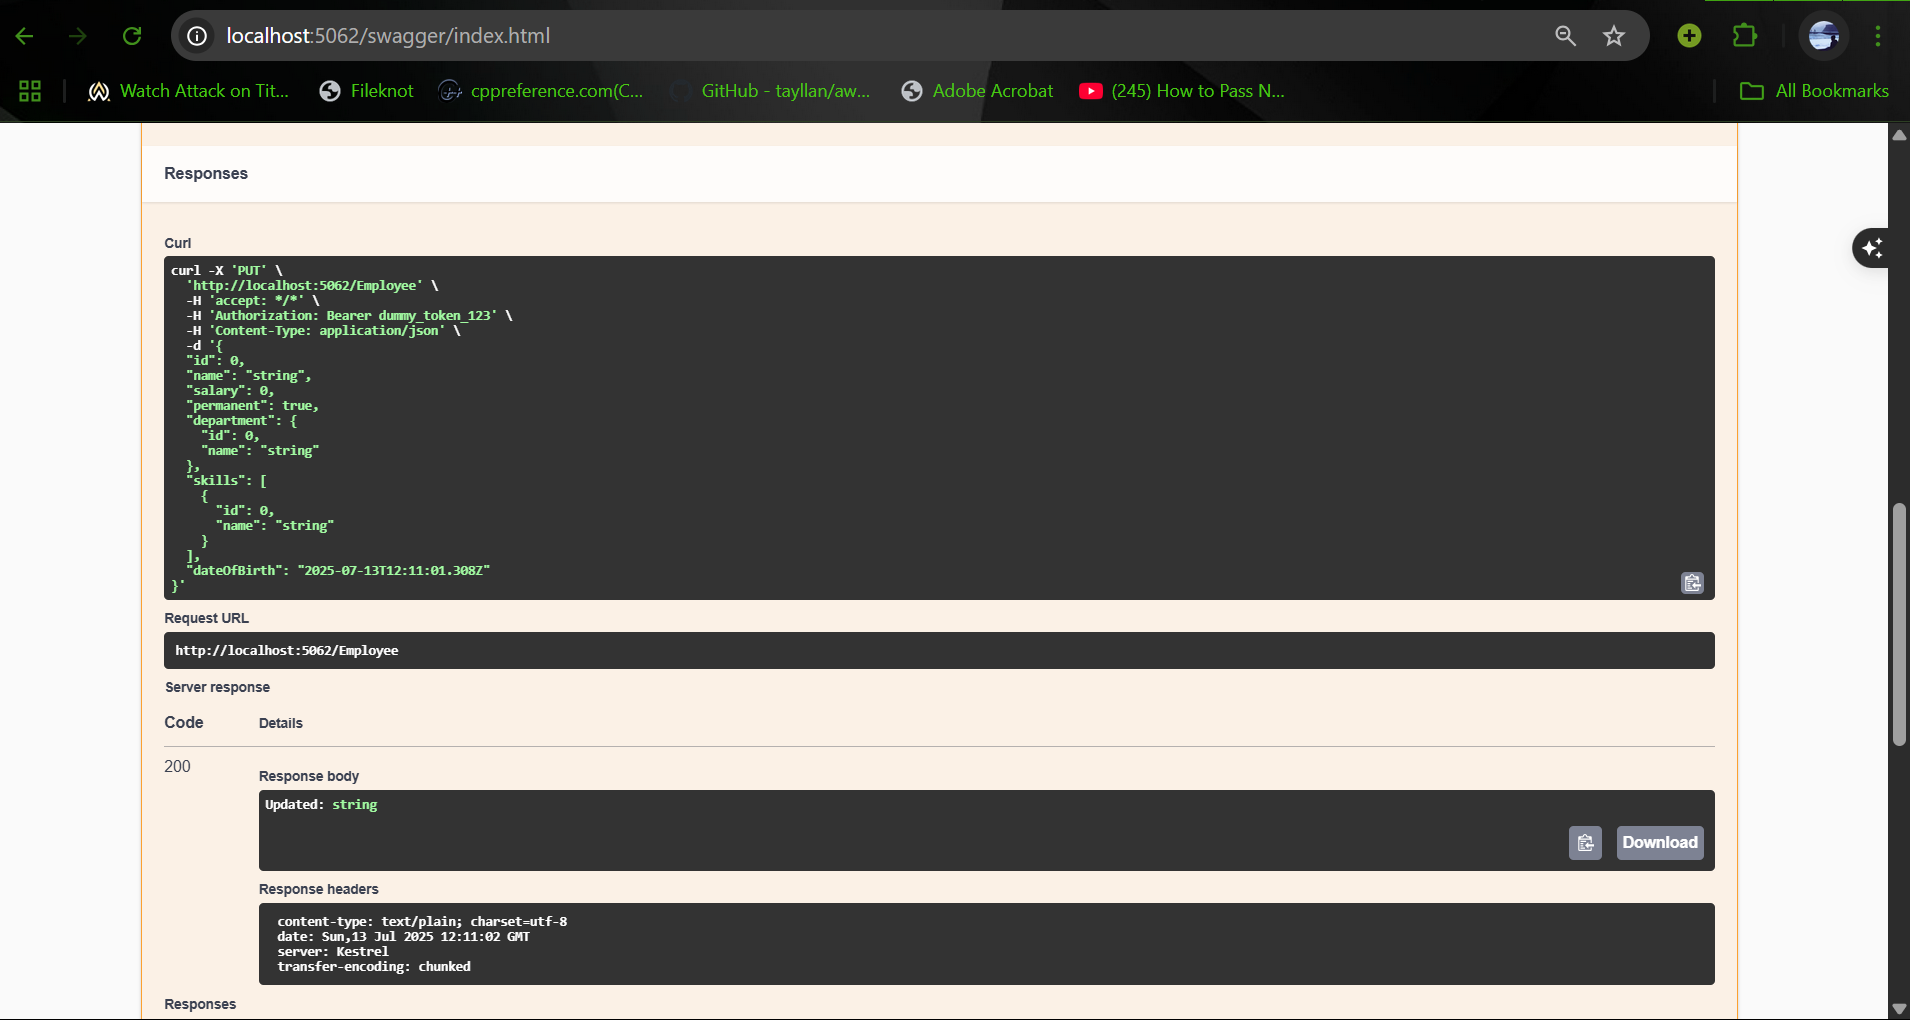 localhost:5062/swagger/index.html
Watch Attack on Tit...
Fileknot
cppreference.com(C...
GitHub - tayllan/aw...
Adobe Acrobat
(245) How to Pass N...
All Bookmarks
Responses
Curl
curl -X 'PUT' \
  'http://localhost:5062/Employee' \
  -H 'accept: */*' \
  -H 'Authorization: Bearer dummy_token_123' \
  -H 'Content-Type: application/json' \
  -d '{
  "id": 0,
  "name": "string",
  "salary": 0,
  "permanent": true,
  "department": {
    "id": 0,
    "name": "string"
  },
  "skills": [
    {
      "id": 0,
      "name": "string"
    }
  ],
  "dateOfBirth": "2025-07-13T12:11:01.308Z"
}'
Request URL
http://localhost:5062/Employee
Server response
Code Details
200
Response body
Updated: string
Download
Response headers
content-type: text/plain; charset=utf-8
date: Sun,13 Jul 2025 12:11:02 GMT
server: Kestrel
transfer-encoding: chunked
Responses